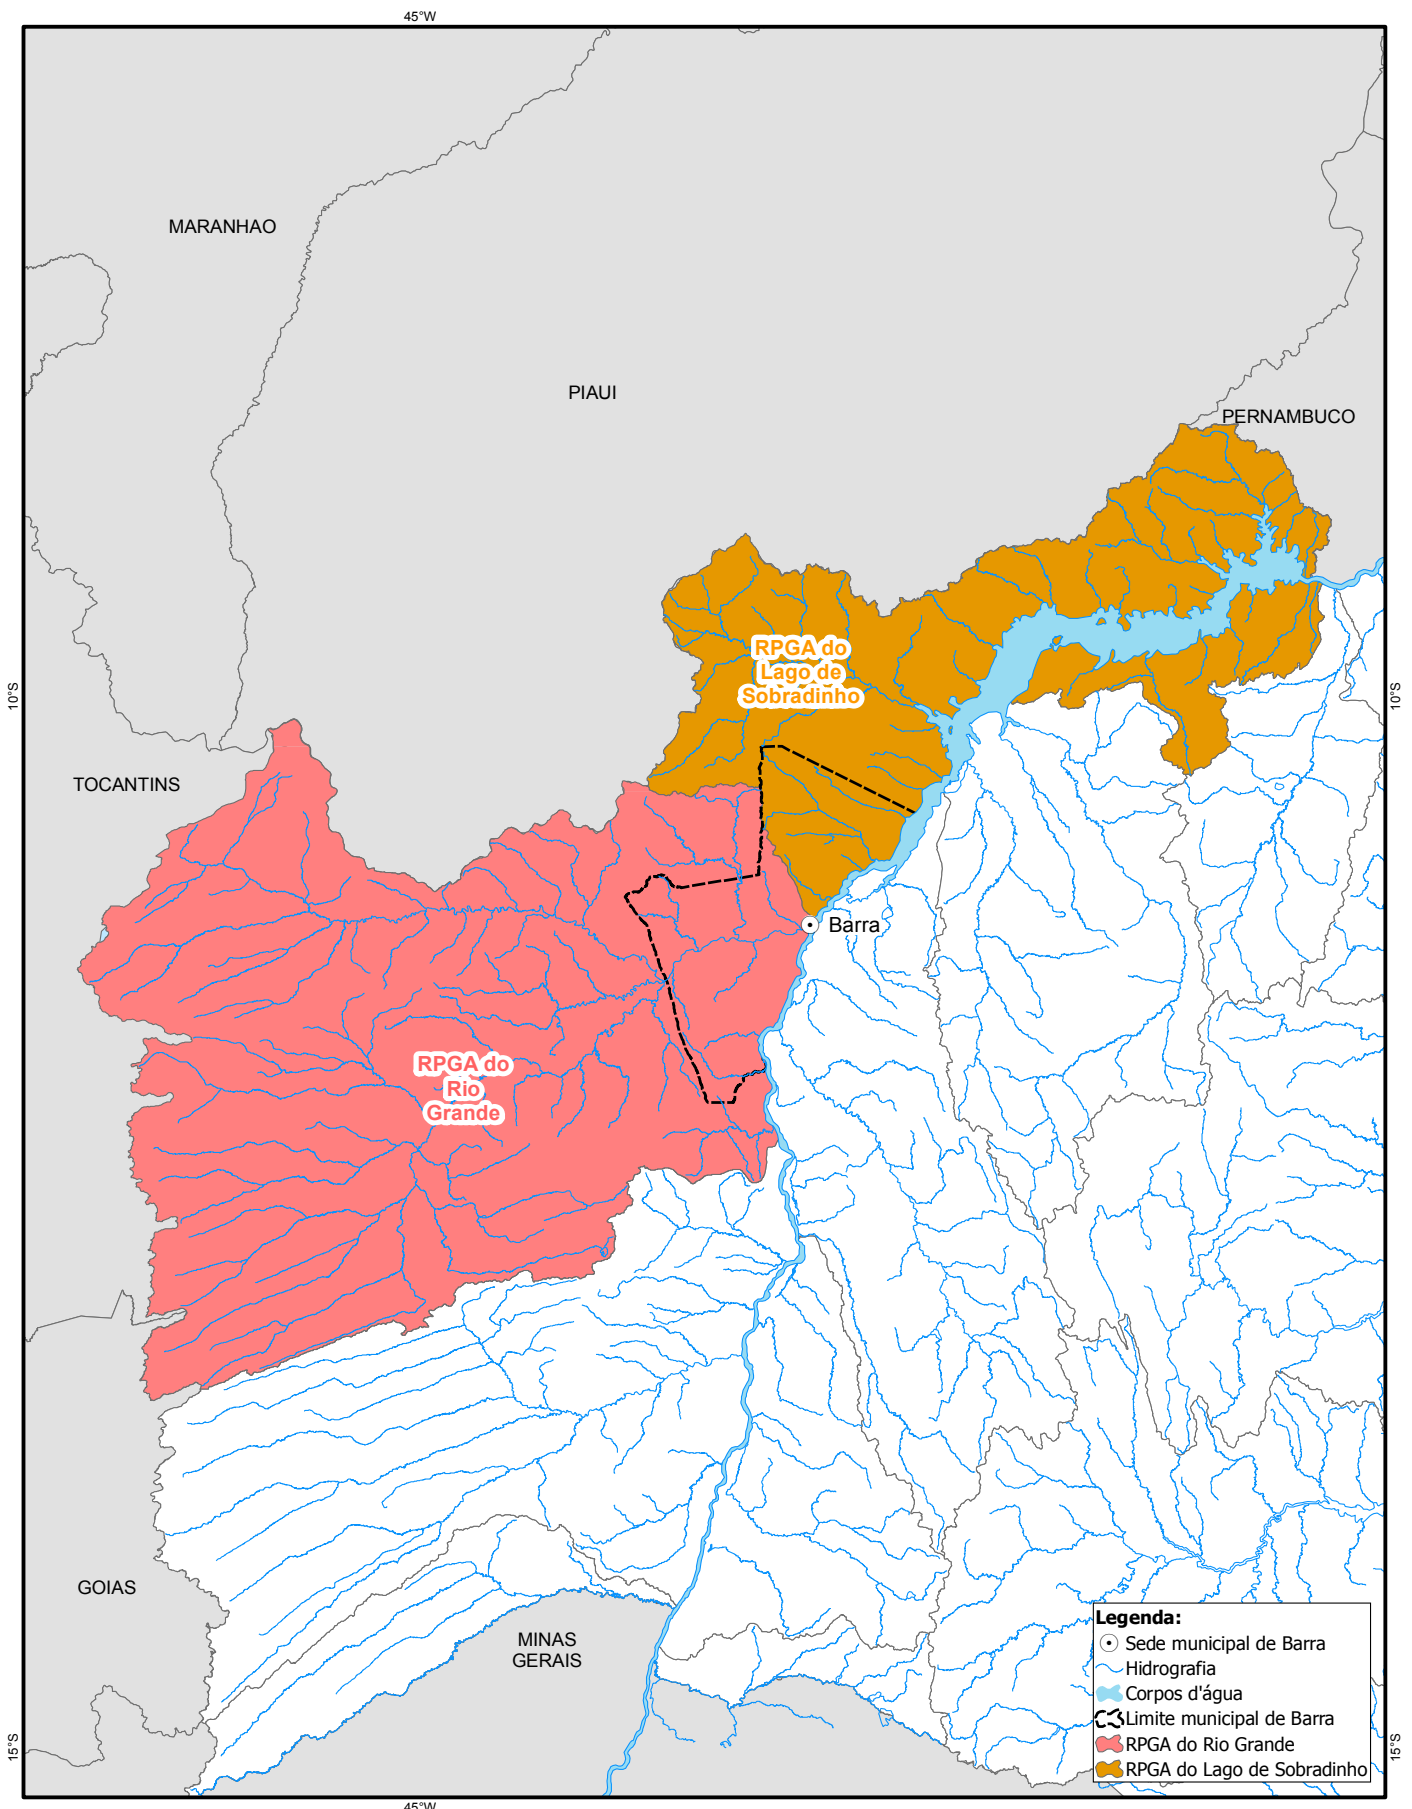 45°W
MARANHAO
PIAUI
PERNAMBUCO
RPGA do
Lago de
Sobradinho
10°S
10°S
TOCANTINS
Barra
RPGA do
Rio
Grande
GOIAS
MINAS
GERAIS
Legenda:
Sede municipal de Barra
Hidrografia
Corpos d'água
Limite municipal de Barra
RPGA do Rio Grande
RPGA do Lago de Sobradinho
15°S
15°S
45°W